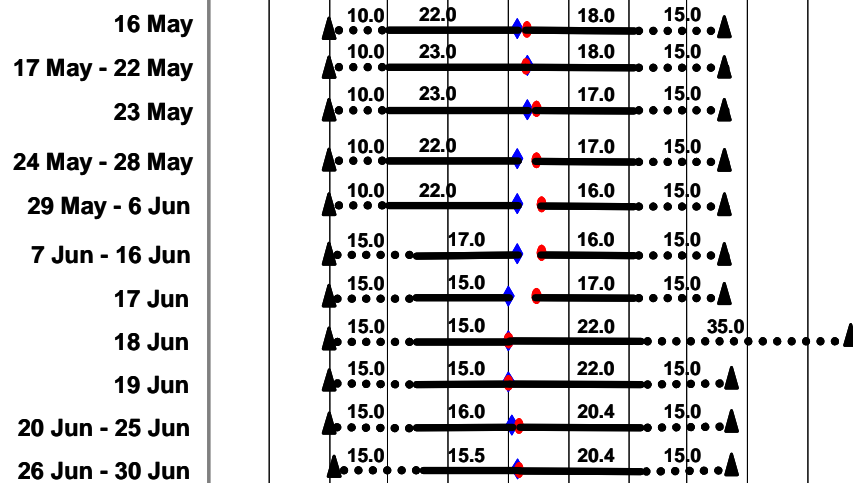 16 May 10.0 22.0 18.0 15.0
17 May - 22 May 10.0 23.0 18.0 15.0
23 May 10.0 23.0 17.0 15.0
24 May - 28 May 10.0 22.0 17.0 15.0
29 May - 6 Jun 10.0 22.0 16.0 15.0
7 Jun - 16 Jun 15.0 17.0 16.0 15.0
17 Jun 15.0 15.0 17.0 15.0
18 Jun 15.0 15.0 22.0 35.0
19 Jun 15.0 15.0 22.0 15.0
20 Jun - 25 Jun 15.0 16.0 20.4 15.0
26 Jun - 30 Jun 15.0 15.5 20.4 15.0